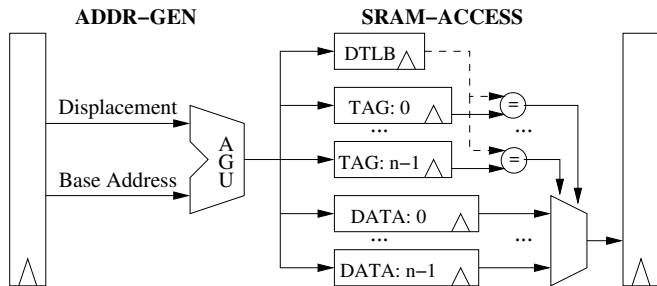 ADDR−GEN
SRAM−ACCESS
DTLB
Displacement
TAG: 0
=
...
...
A
G
U
TAG: n−1
=
Base Address
DATA: 0
...
...
DATA: n−1